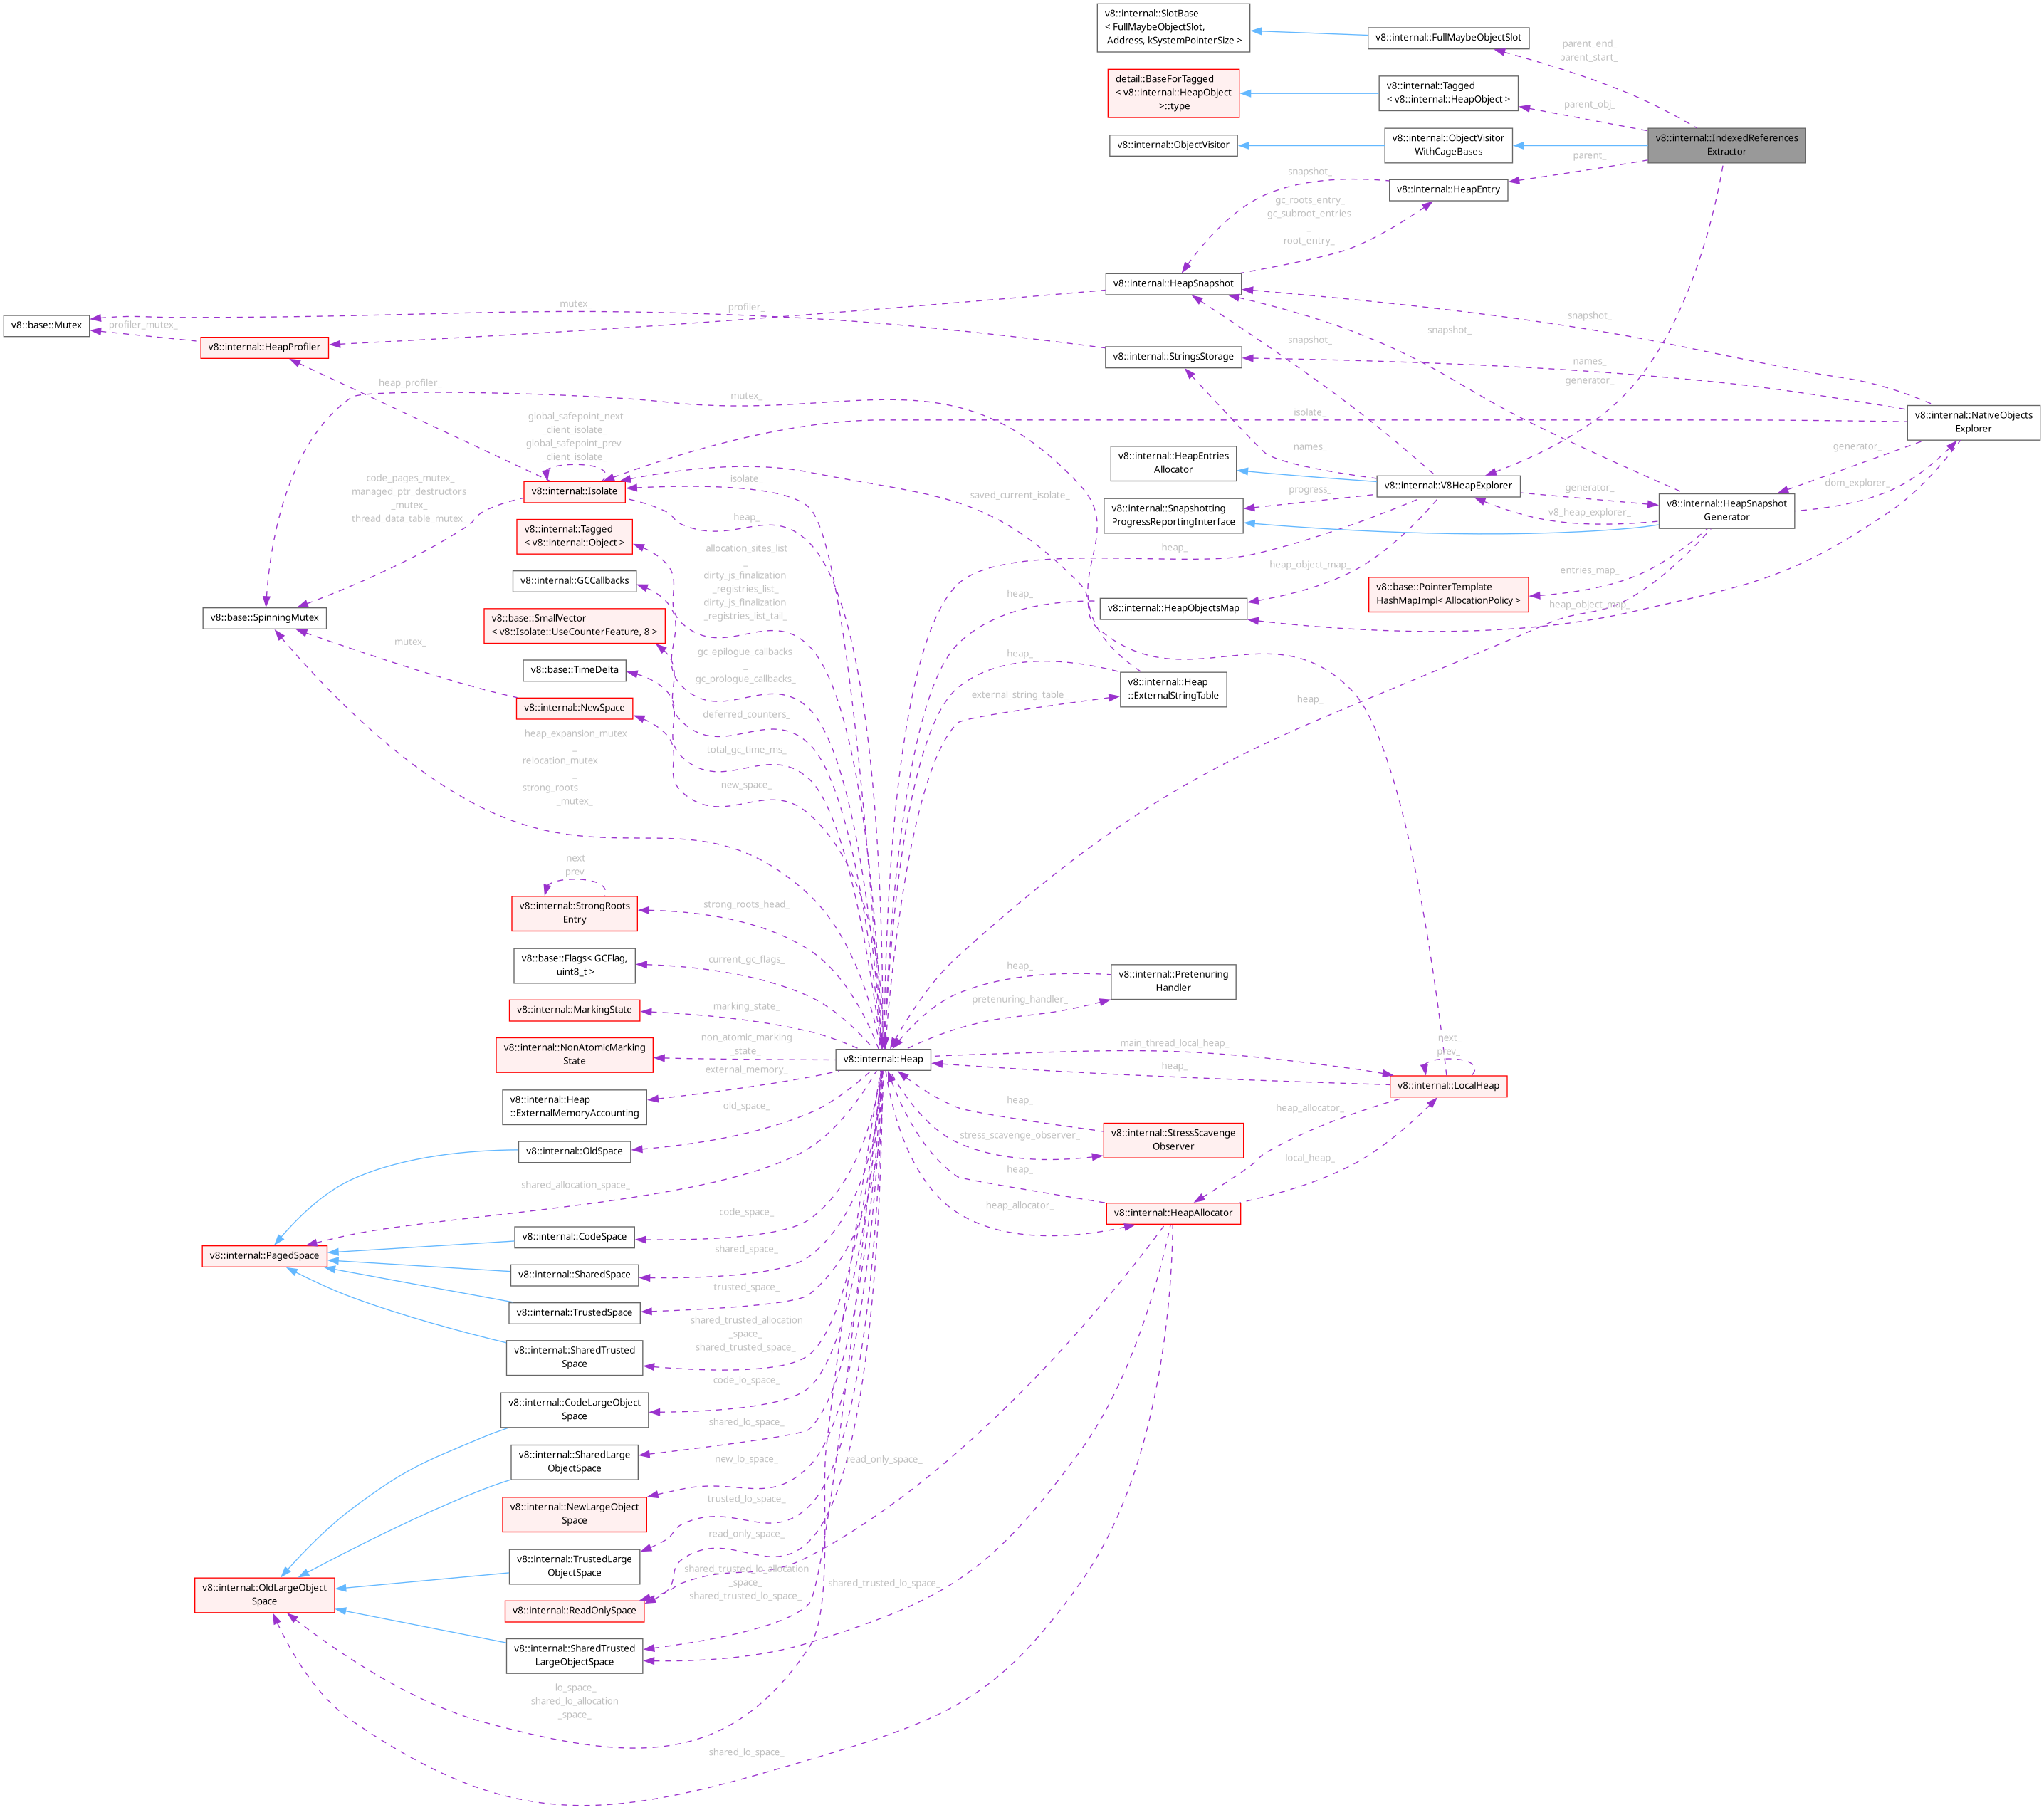 v8::internal::SlotBase
< FullMaybeObjectSlot,
Address, kSystemPointerSize >
v8::internal::FullMaybeObjectSlot
parent_end_
parent_start_
detail::BaseForTagged
< v8::internal::HeapObject
>::type
v8::internal::Tagged
< v8::internal::HeapObject >
parent_obj_
v8::internal::IndexedReferences
Extractor
v8::internal::ObjectVisitor
v8::internal::ObjectVisitor
WithCageBases
parent_
v8::internal::HeapEntry
snapshot_
gc_roots_entry_
gc_subroot_entries
_
root_entry_
v8::internal::HeapSnapshot
mutex_
profiler_
snapshot_
v8::base::Mutex
profiler_mutex_
v8::internal::HeapProfiler
snapshot_
snapshot_
v8::internal::StringsStorage
names_
generator_
heap_profiler_
mutex_
global_safepoint_next
_client_isolate_
global_safepoint_prev
_client_isolate_
isolate_
v8::internal::NativeObjects
Explorer
names_
generator_
v8::internal::HeapEntries
Allocator
code_pages_mutex_
managed_ptr_destructors
_mutex_
thread_data_table_mutex_
v8::internal::Isolate
isolate_
saved_current_isolate_
progress_
v8::internal::V8HeapExplorer
generator_
dom_explorer_
v8::internal::Snapshotting
ProgressReportingInterface
v8_heap_explorer_
v8::internal::HeapSnapshot
Generator
heap_
v8::internal::Tagged
< v8::internal::Object >
allocation_sites_list
_
dirty_js_finalization
_registries_list_
dirty_js_finalization
_registries_list_tail_
heap_
heap_object_map_
entries_map_
v8::internal::GCCallbacks
heap_
v8::base::PointerTemplate
HashMapImpl< AllocationPolicy >
heap_object_map_
v8::internal::HeapObjectsMap
v8::base::SpinningMutex
v8::base::SmallVector
< v8::Isolate::UseCounterFeature, 8 >
mutex_
gc_epilogue_callbacks
_
gc_prologue_callbacks_
heap_
v8::base::TimeDelta
v8::internal::Heap
::ExternalStringTable
external_string_table_
heap_
v8::internal::NewSpace
deferred_counters_
heap_expansion_mutex
_
relocation_mutex
_
strong_roots
_mutex_
total_gc_time_ms_
new_space_
next
prev
v8::internal::StrongRoots
Entry
strong_roots_head_
v8::base::Flags< GCFlag,
uint8_t >
current_gc_flags_
heap_
v8::internal::Pretenuring
Handler
pretenuring_handler_
v8::internal::MarkingState
marking_state_
v8::internal::NonAtomicMarking
State
non_atomic_marking
_state_
v8::internal::Heap
main_thread_local_heap_
next_
prev_
heap_
v8::internal::LocalHeap
external_memory_
v8::internal::Heap
::ExternalMemoryAccounting
old_space_
heap_
heap_allocator_
v8::internal::OldSpace
stress_scavenge_observer_
v8::internal::StressScavenge
Observer
heap_
local_heap_
shared_allocation_space_
heap_allocator_
v8::internal::HeapAllocator
code_space_
v8::internal::CodeSpace
v8::internal::PagedSpace
shared_space_
v8::internal::SharedSpace
trusted_space_
v8::internal::TrustedSpace
shared_trusted_allocation
_space_
shared_trusted_space_
v8::internal::SharedTrusted
Space
code_lo_space_
v8::internal::CodeLargeObject
Space
shared_lo_space_
v8::internal::SharedLarge
ObjectSpace
new_lo_space_
read_only_space_
v8::internal::NewLargeObject
Space
trusted_lo_space_
read_only_space_
v8::internal::TrustedLarge
ObjectSpace
v8::internal::OldLargeObject
Space
shared_trusted_lo_allocation
_space_
shared_trusted_lo_space_
shared_trusted_lo_space_
v8::internal::ReadOnlySpace
v8::internal::SharedTrusted
LargeObjectSpace
lo_space_
shared_lo_allocation
_space_
shared_lo_space_